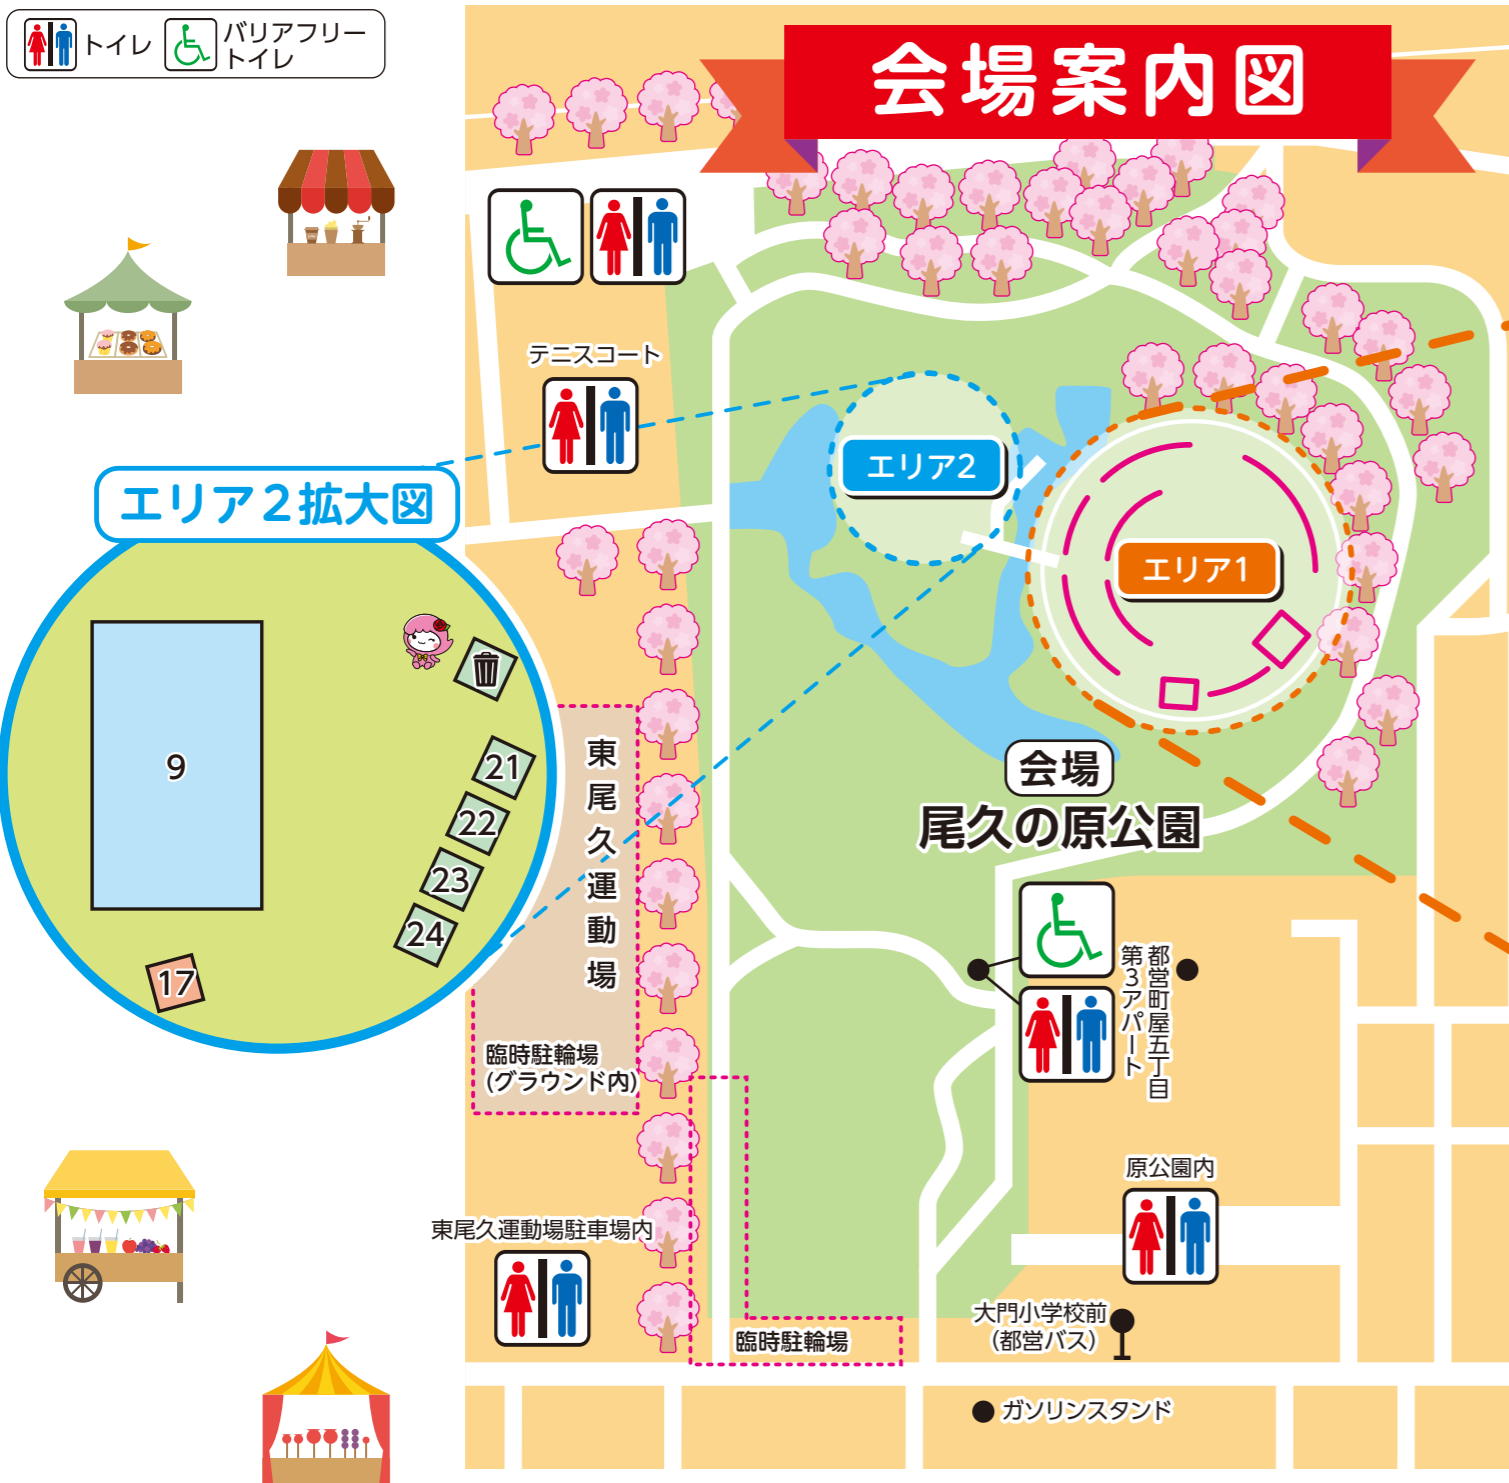 トイレ
バリアフリー
トイレ
会場案内図
テニスコート
エリア2拡大図
エリア2
エリア1
9
21
22
23
24
17
東尾久運動場
会場
尾久の原公園
都営町屋五丁目
第3アパート
臨時駐輪場
(グラウンド内)
原公園内
東尾久運動場駐車場内
大門小学校前
(都営バス)
臨時駐輪場
ガソリンスタンド